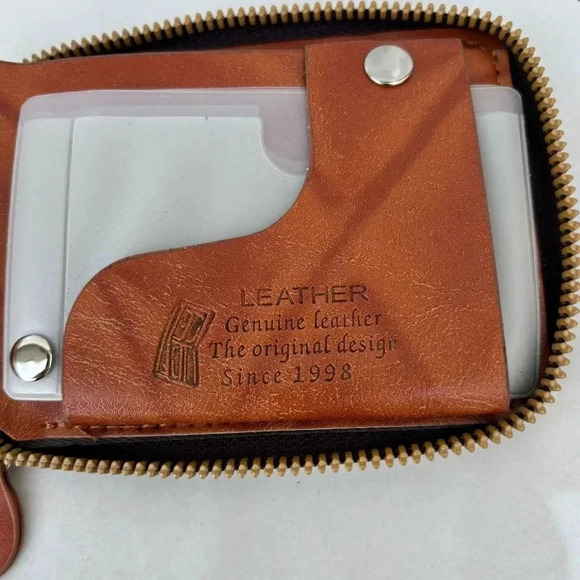 LEATHER
Genuine leather
The original design
Since 1998